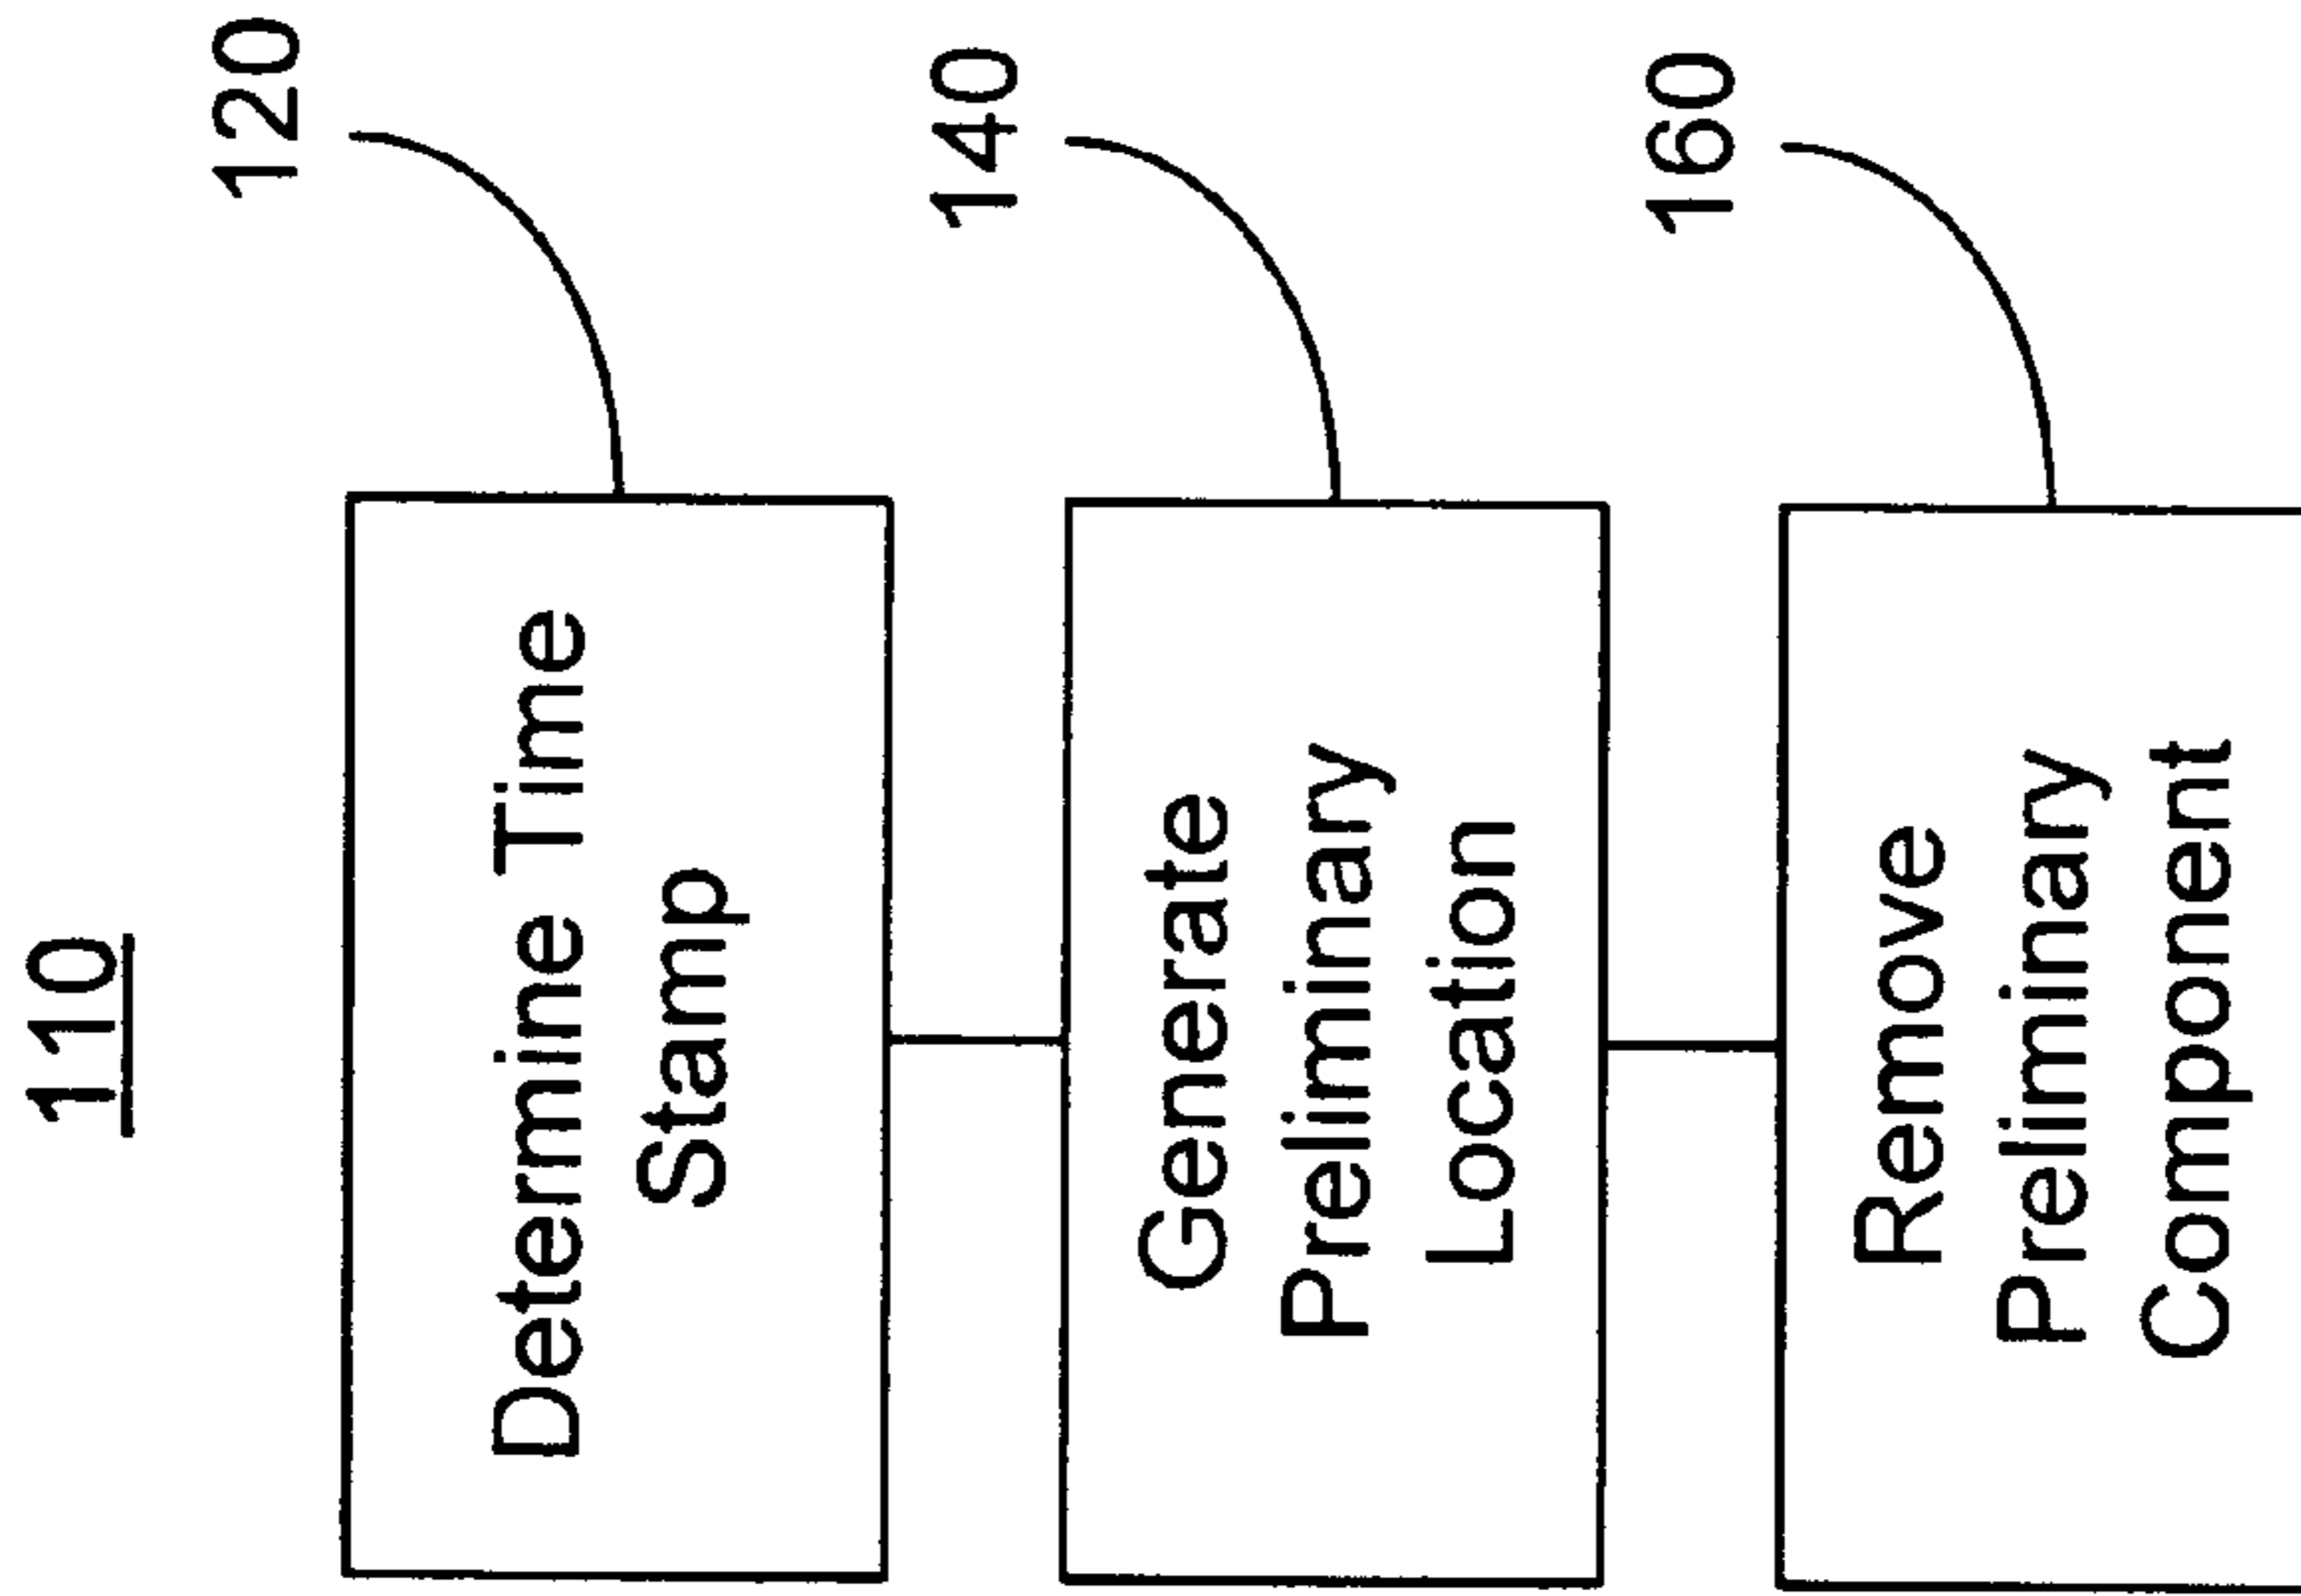 110
120
Determine Time
Stamp
140
Generate
Preliminary
Location
160
Remove
Preliminary
Component